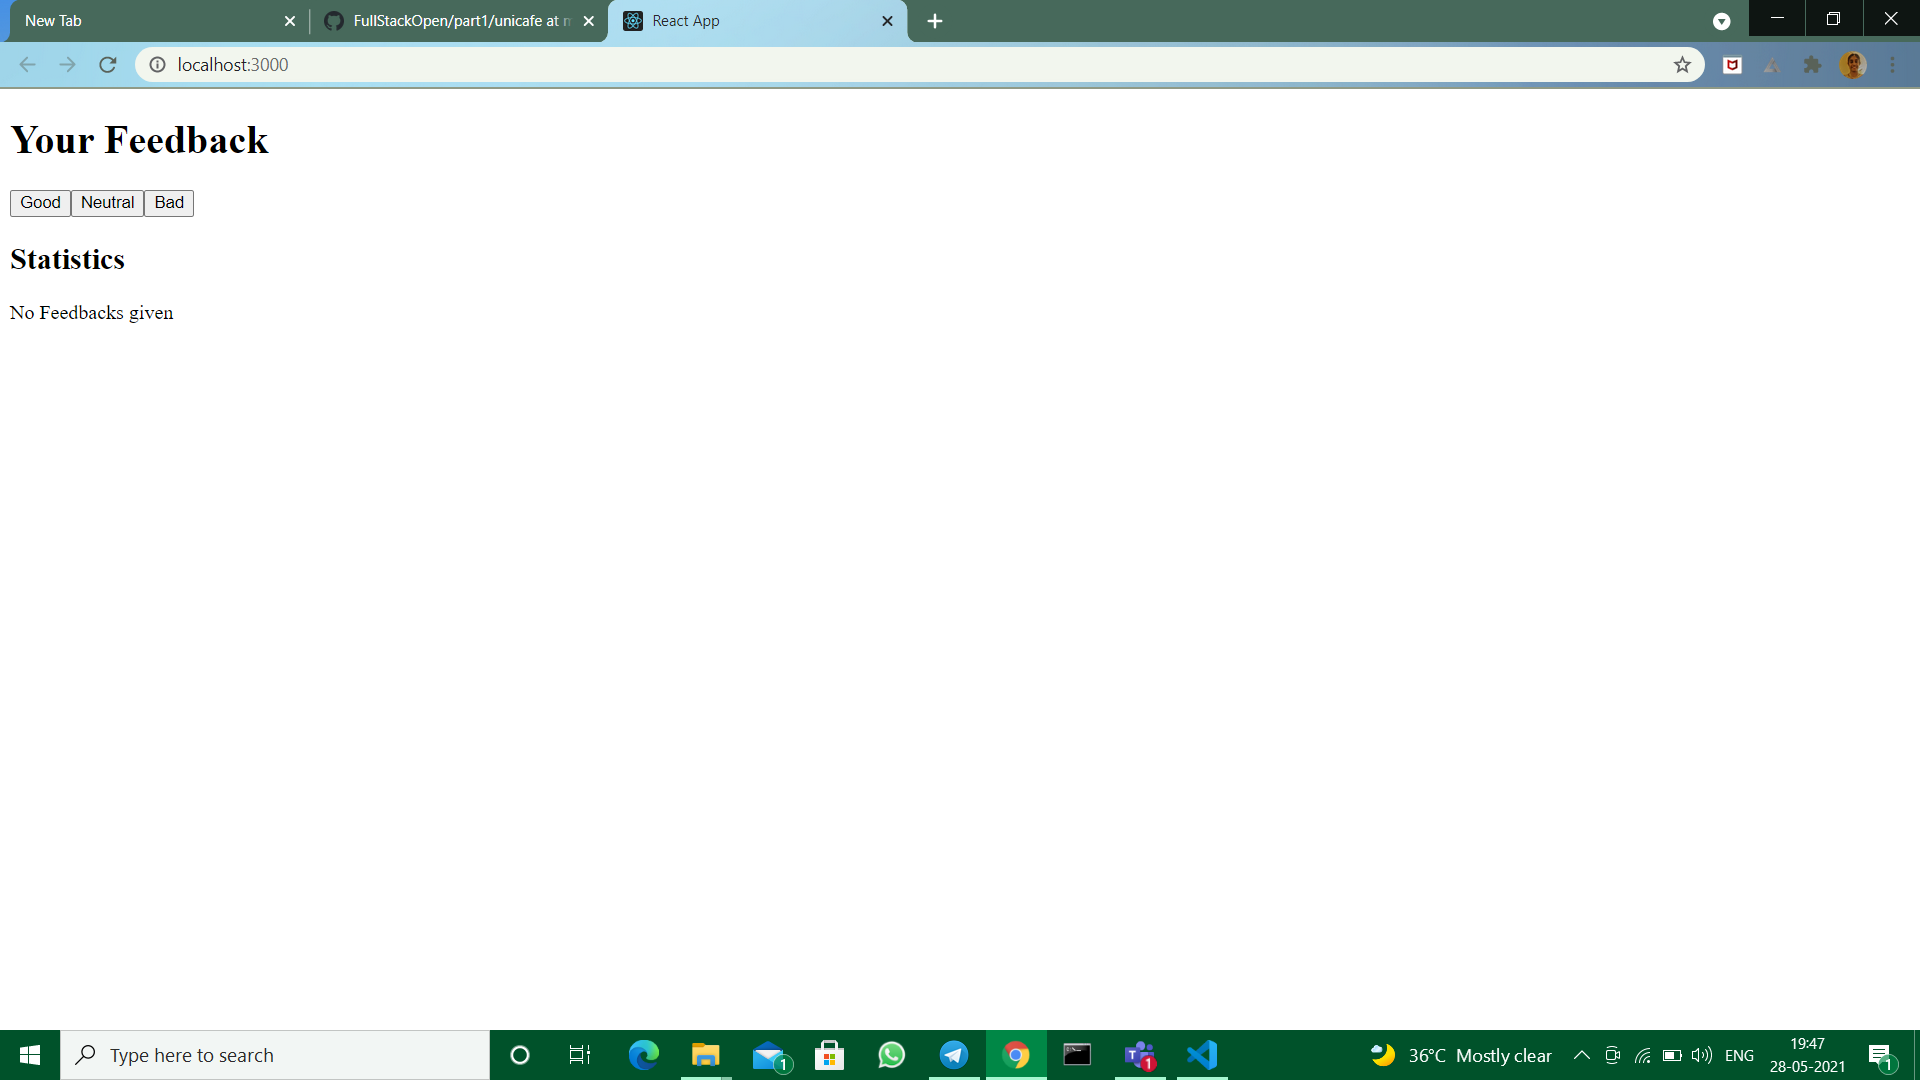 New Tab
FullStackOpen/part1/unicafe at
React App
localhost:3000
Your Feedback
Good Neutral Bad
Statistics
No Feedbacks given
Type here to search
1
1
36°C Mostly clear
ENG
19:47
28-05-2021
1